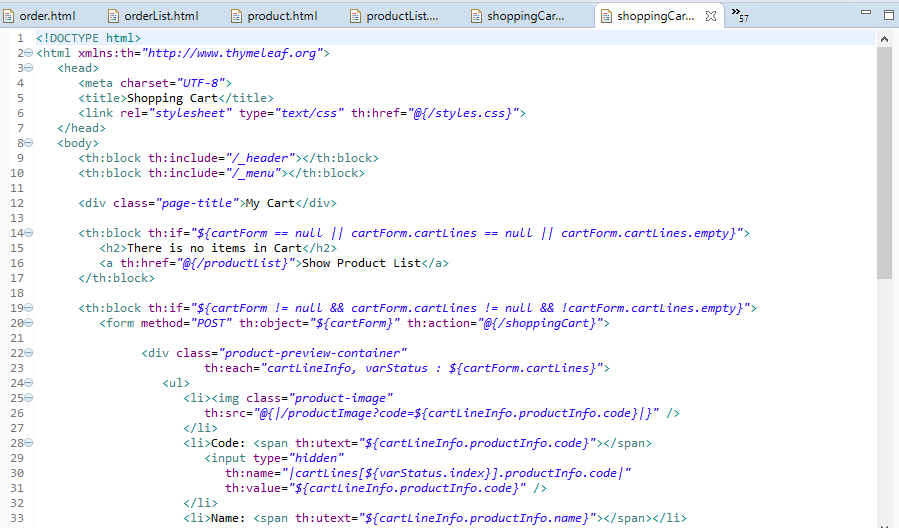 order.html orderList.html product.html productList.... shoppingCar... shoppingCar... »57
1 <!DOCTYPE html>
2 <html xmlns:th="http://www.thymeleaf.org">
3 <head>
4 <meta charset="UTF-8">
5 <title>Shopping Cart</title>
6 <link rel="stylesheet" type="text/css" th:href="@{/styles.css}">
7 </head>
8 <body>
9 <th:block th:include="/_header"></th:block>
10 <th:block th:include="/_menu"></th:block>
11
12 <div class="page-title">My Cart</div>
13
14 <th:block th:if="${cartForm == null || cartForm.cartLines == null || cartForm.cartLines.empty}">
15 <h2>There is no items in Cart</h2>
16 <a th:href="@{/productList}">Show Product List</a>
17 </th:block>
18
19 <th:block th:if="${cartForm != null && cartForm.cartLines != null && !cartForm.cartLines.empty}">
20 <form method="POST" th:object="${cartForm}" th:action="@{/shoppingCart}">
21
22 <div class="product-preview-container"
23 th:each="cartLineInfo, varStatus : ${cartForm.cartLines}">
24 <ul>
25 <li><img class="product-image"
26 th:src="@{|/productImage?code=${cartLineInfo.productInfo.code}|}" />
27 </li>
28 <li>Code: <span th:utext="${cartLineInfo.productInfo.code}"></span>
29 <input type="hidden"
30 th:name="|cartLines[${varStatus.index}].productInfo.code|"
31 th:value="${cartLineInfo.productInfo.code}" />
32 </li>
33 <li>Name: <span th:utext="${cartLineInfo.productInfo.name}"></span></li>